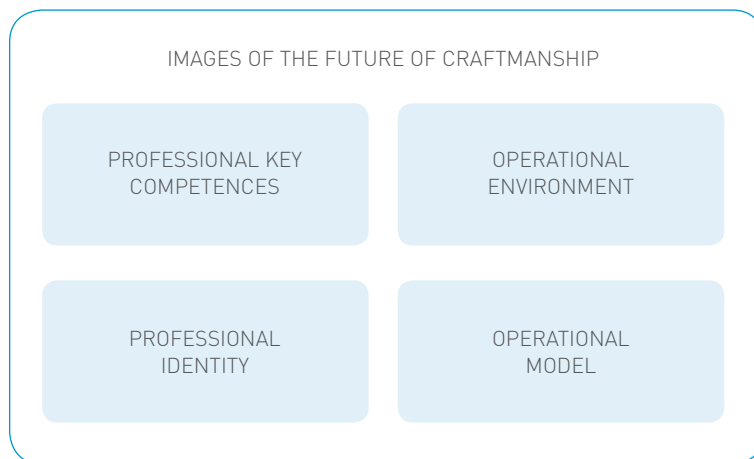 IMAGES OF THE FUTURE OF CRAFTMANSHIP
PROFESSIONAL KEY
COMPETENCES
OPERATIONAL
ENVIRONMENT
PROFESSIONAL
IDENTITY
OPERATIONAL
MODEL